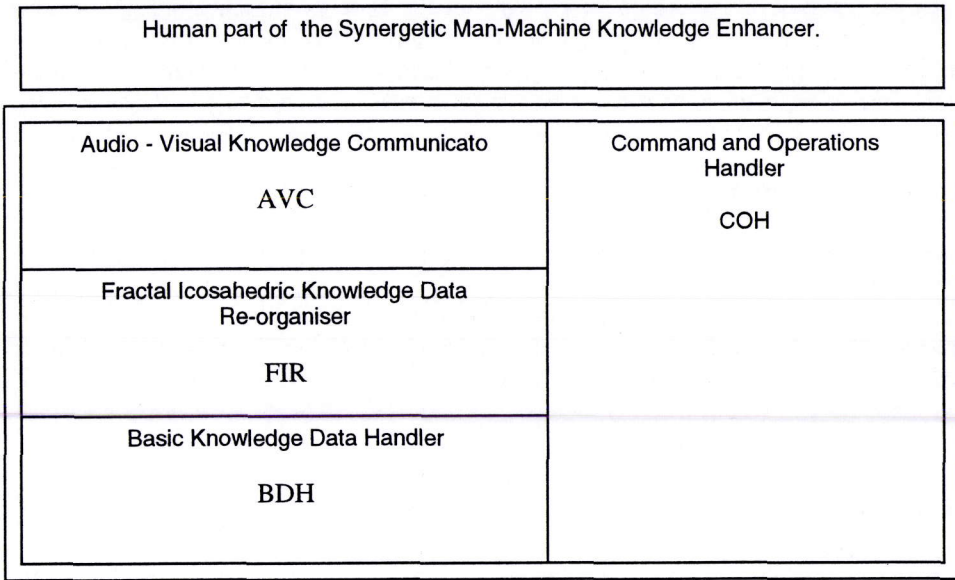 Human part of the Synergetic Man-Machine Knowledge Enhancer.
Audio - Visual Knowledge Communicato
AVC
Fractal Icosahedric Knowledge Data
Re-organiser
FIR
Basic Knowledge Data Handler
BDH
Command and Operations
Handler
COH